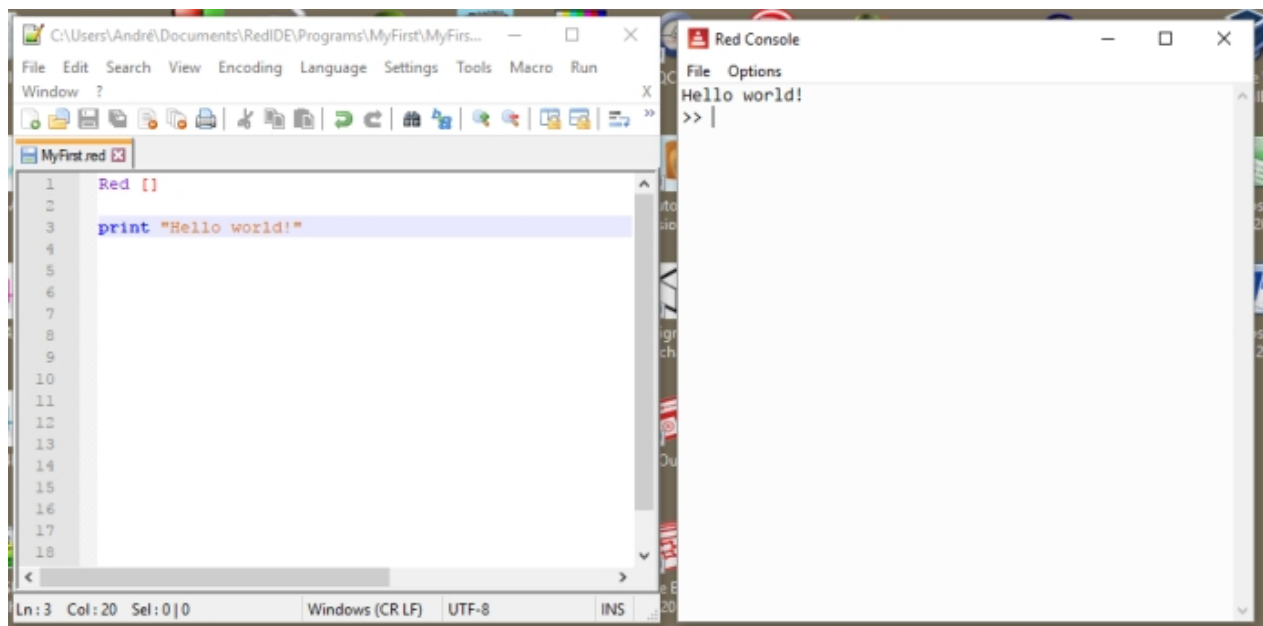 C:\Users\André\Documents\RedIDE\Programs\MyFirst\MyFirs...
File Edit Search View Encoding Language Settings Tools Macro Run
Window ? X
MyFirst.red
1 Red []
2
3 print "Hello world!"
4
5
6
7
8
9
10
11
12
13
14
15
16
17
18
Ln : 3 Col : 20 Sel : 0 | 0 Windows (CR LF) UTF-8 INS
Red Console
File Options
Hello world!
>>